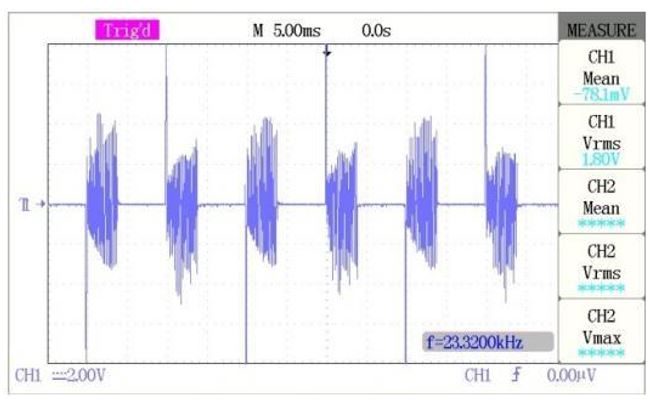 Trig'd M 5.00ms 0.0s MEASURE
CH1
Mean
-78.1mV
CH1
Vrms
1.80V
CH2
Mean
*****
CH2
Vrms
*****
CH2
Vmax
*****
f=23.3200kHz
CH1 2.00V CH1 0.00μV